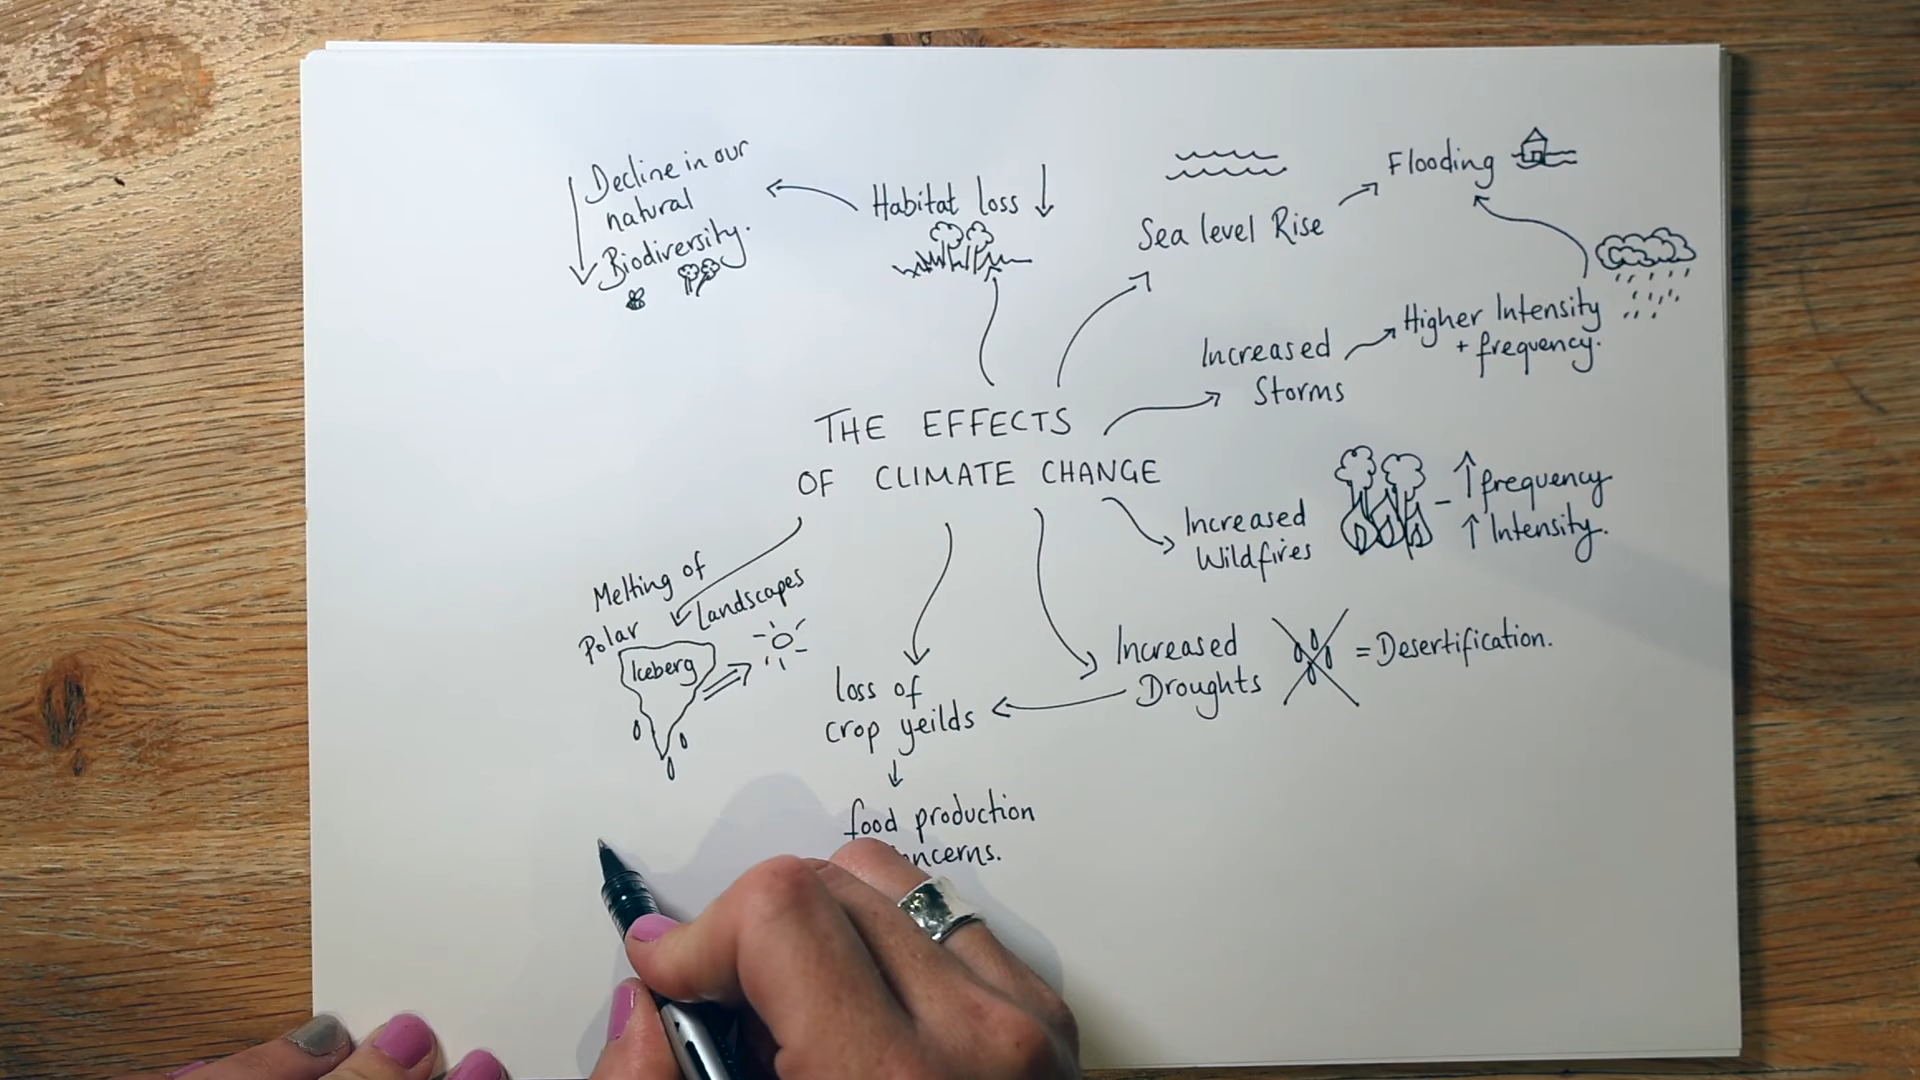 THE EFFECTS
OF CLIMATE CHANGE
Decline in our
natural
Biodiversity.
Habitat loss
Sea level Rise
Flooding
Increased
Storms
Higher Intensity
+ frequency.
Increased
Wildfires
- frequency
Intensity.
Increased
Droughts
= Desertification.
loss of
crop yeilds
food production
Melting of
Polar Landscapes
Iceberg